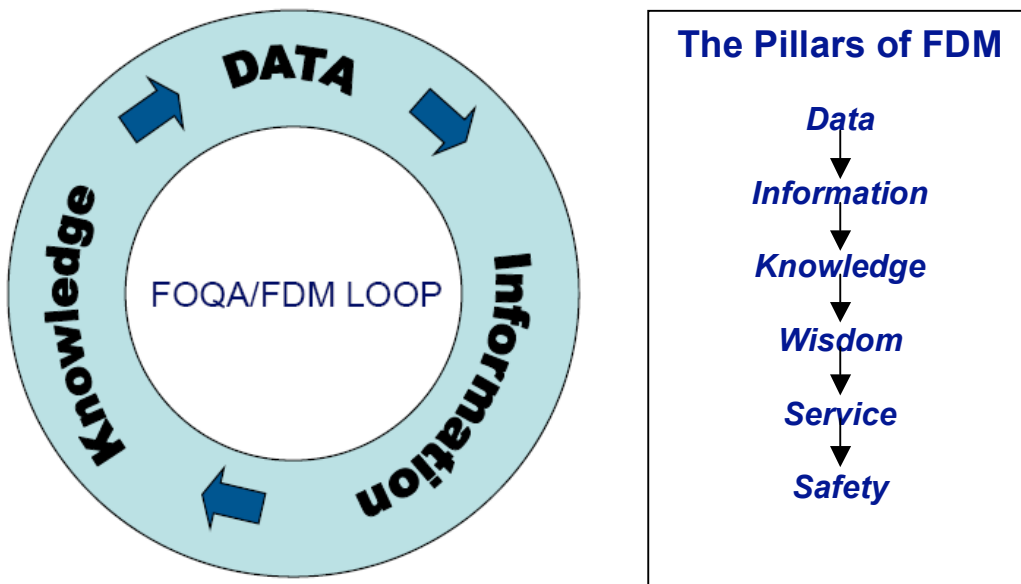 DATA
Information
Knowledge
FOQA/FDM LOOP
The Pillars of FDM
Data
Information
Knowledge
Wisdom
Service
Safety